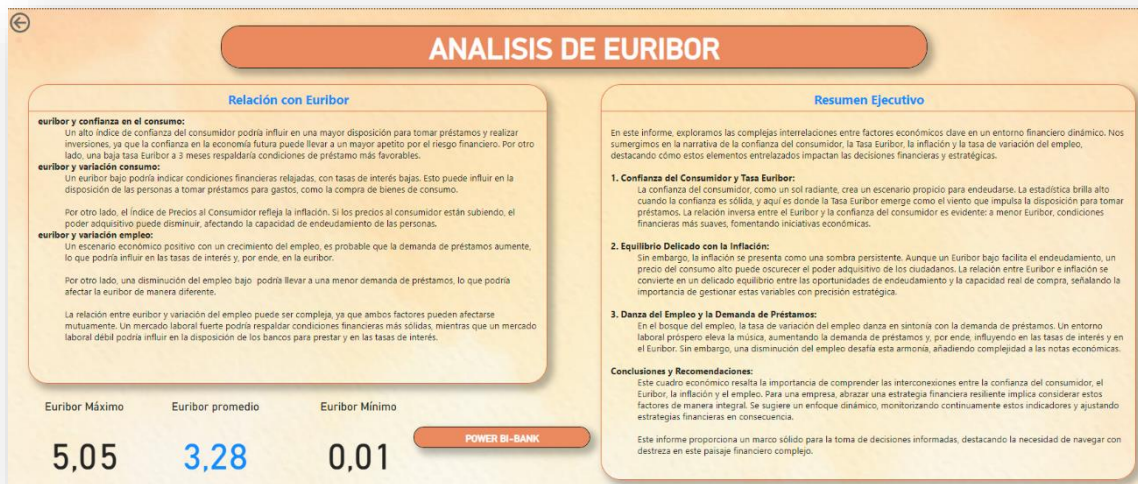 ANALISIS DE EURIBOR
Relación con Euribor
euribor y confianza en el consumo:
Un alto índice de confianza del consumidor podría influir en una mayor disposición para tomar préstamos y realizar
inversiones, ya que la confianza en la economía futura puede llevar a un mayor apetito por el riesgo financiero. Por otro
lado, una baja tasa Euribor a 3 meses respaldaría condiciones de préstamo más favorables.
euribor y variación consumo:
Un euribor bajo podría indicar condiciones financieras relajadas, con tasas de interés bajas. Esto puede influir en la
disposición de las personas a tomar préstamos para gastos, como la compra de bienes de consumo.
Por otro lado, el Índice de Precios al Consumidor refleja la inflación. Si los precios al consumidor están subiendo, el
poder adquisitivo puede disminuir, afectando la capacidad de endeudamiento de las personas.
euribor y variación empleo:
Un escenario económico positivo con un crecimiento del empleo, es probable que la demanda de préstamos aumente,
lo que podría influir en las tasas de interés y, por ende, en la euribor.
Por otro lado, una disminución del empleo bajo podría llevar a una menor demanda de préstamos, lo que podría
afectar la euribor de manera diferente.
La relación entre euribor y variación del empleo puede ser compleja, ya que ambos factores pueden afectarse
mutuamente. Un mercado laboral fuerte podría respaldar condiciones financieras más sólidas, mientras que un mercado
laboral débil podría influir en la disposición de los bancos para prestar y en las tasas de interés.
Euribor Máximo
5,05
Euribor promedio
3,28
Euribor Mínimo
0,01
POWER BI-BANK
Resumen Ejecutivo
En este informe, exploramos las complejas interrelaciones entre factores económicos clave en un entorno financiero dinámico. Nos
sumergimos en la narrativa de la confianza del consumidor, la Tasa Euribor, la inflación y la tasa de variación del empleo,
destacando cómo estos elementos entrelazados impactan las decisiones financieras y estratégicas.
1. Confianza del Consumidor y Tasa Euribor:
La confianza del consumidor, como un sol radiante, crea un escenario propicio para endeudarse. La estadística brilla alto
cuando la confianza es sólida, y aquí es donde la Tasa Euribor emerge como el viento que impulsa la disposición para tomar
préstamos. La relación inversa entre el Euribor y la confianza del consumidor es evidente: a menor Euribor, condiciones
financieras más suaves, fomentando iniciativas económicas.
2. Equilibrio Delicado con la Inflación:
Sin embargo, la inflación se presenta como una sombra persistente. Aunque un Euribor bajo facilita el endeudamiento, un
precio del consumo alto puede oscurecer el poder adquisitivo de los ciudadanos. La relación entre Euribor e inflación se
convierte en un delicado equilibrio entre las oportunidades de endeudamiento y la capacidad real de compra, señalando la
importancia de gestionar estas variables con precisión estratégica.
3. Danza del Empleo y la Demanda de Préstamos:
En el bosque del empleo, la tasa de variación del empleo danza en sintonía con la demanda de préstamos. Un entorno
laboral próspero eleva la música, aumentando la demanda de préstamos y, por ende, influyendo en las tasas de interés y en
el Euribor. Sin embargo, una disminución del empleo desafía esta armonía, añadiendo complejidad a las notas económicas.
Conclusiones y Recomendaciones:
Este cuadro económico resalta la importancia de comprender las interconexiones entre la confianza del consumidor, el
Euribor, la inflación y el empleo. Para una empresa, abrazar una estrategia financiera resiliente implica considerar estos
factores de manera integral. Se sugiere un enfoque dinámico, monitorizando continuamente estos indicadores y ajustando
estrategias financieras en consecuencia.
Este informe proporciona un marco sólido para la toma de decisiones informadas, destacando la necesidad de navegar con
destreza en este paisaje financiero complejo.